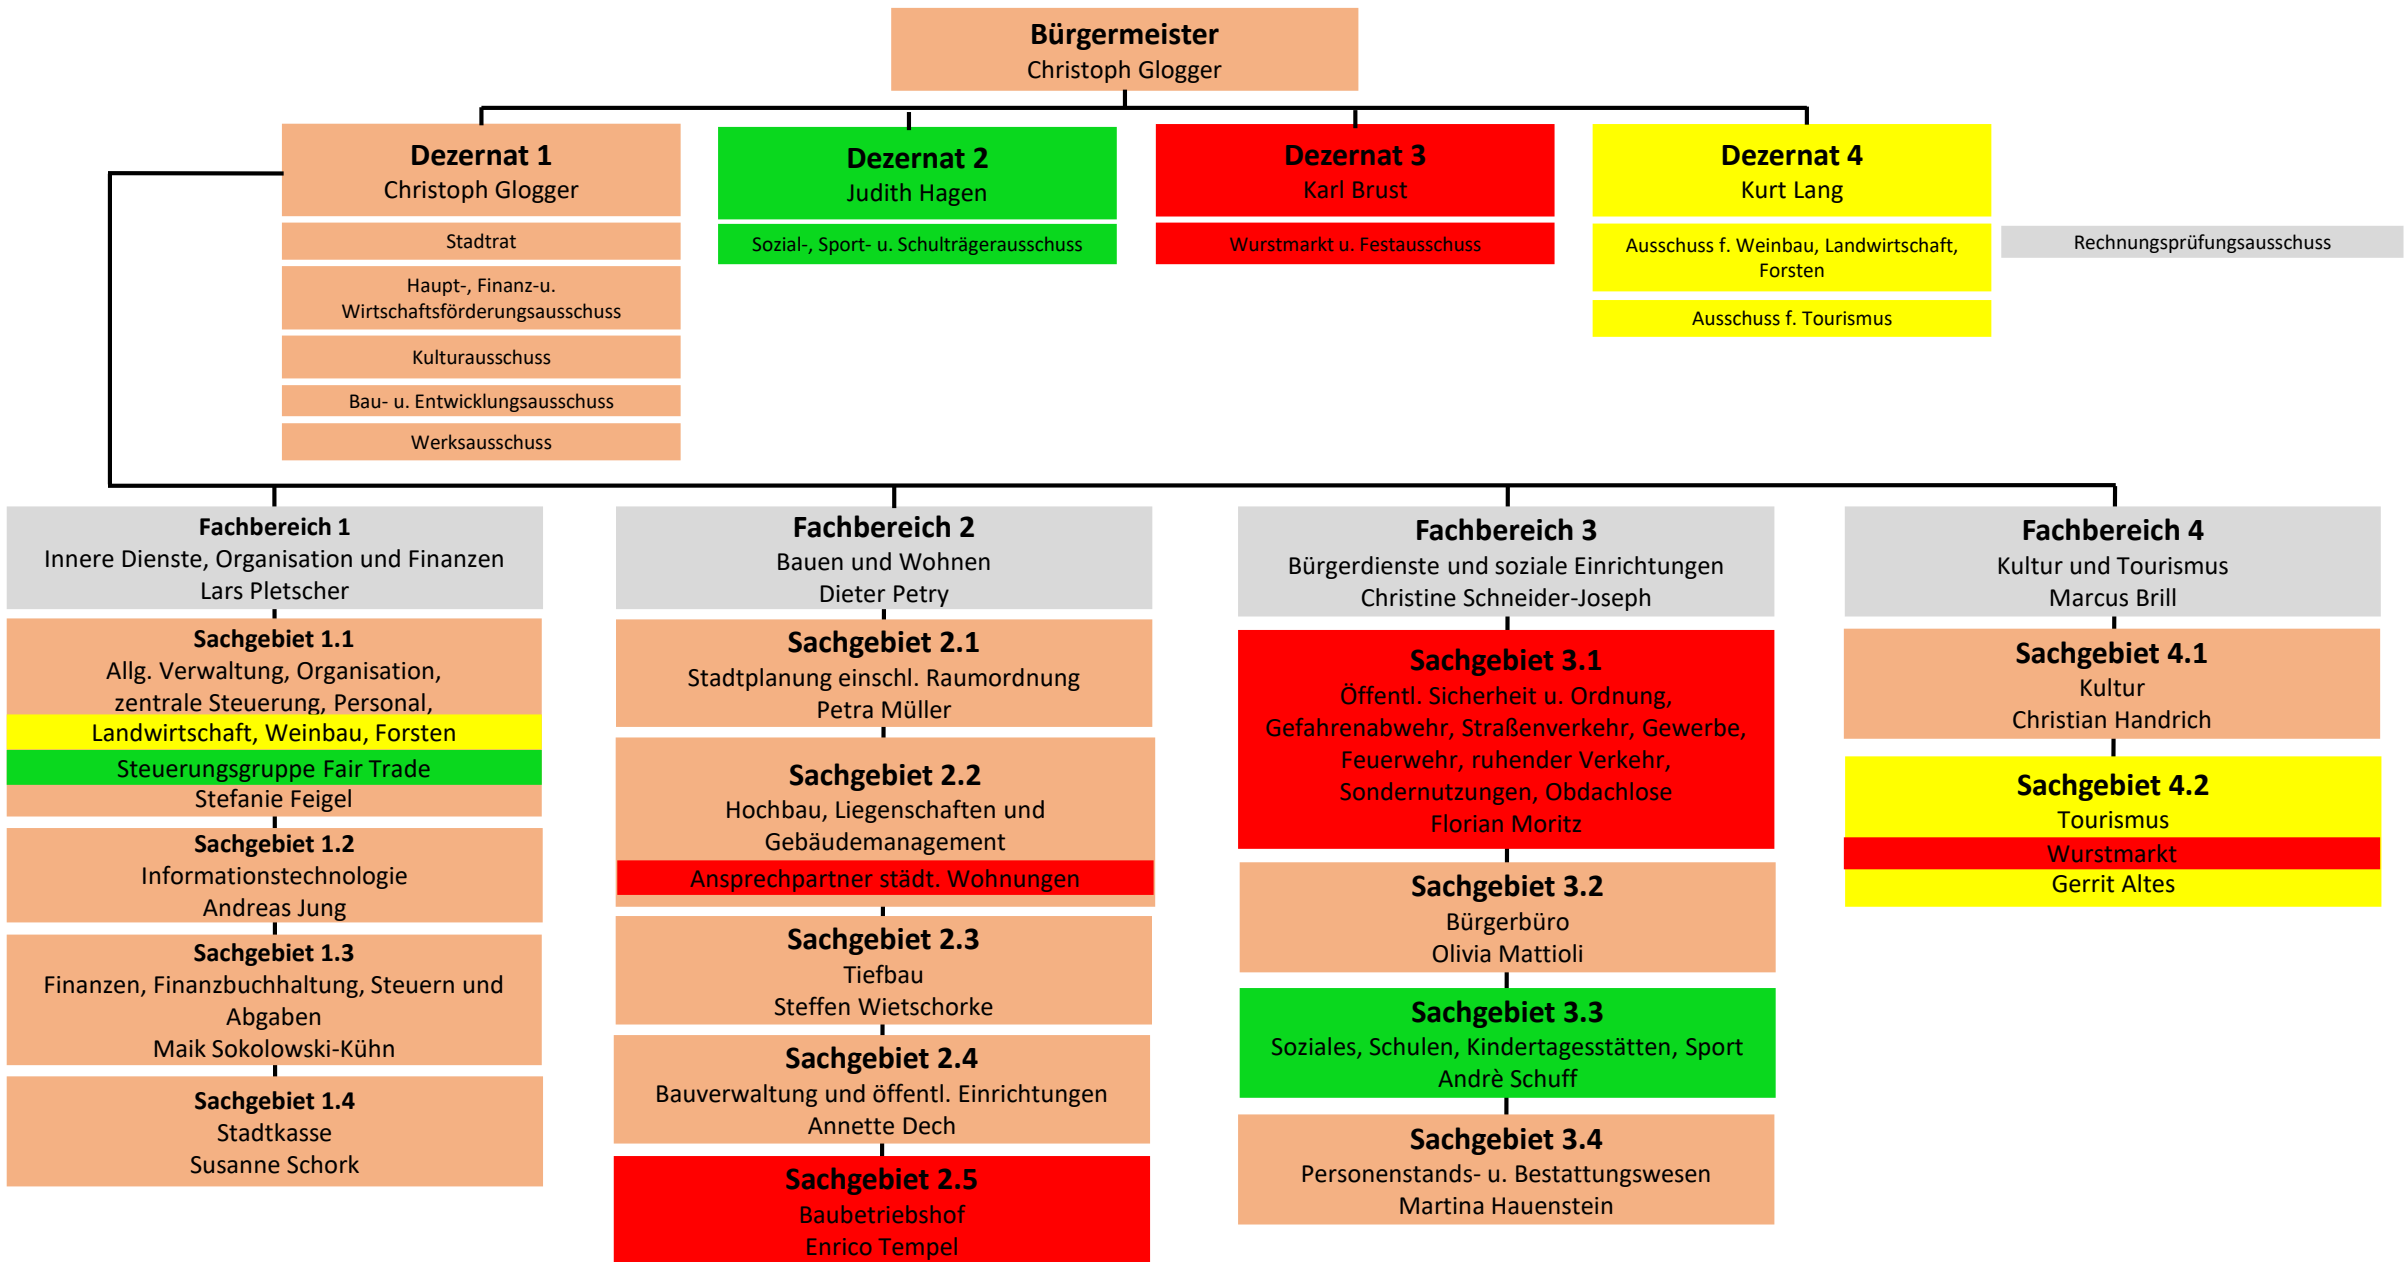 Bürgermeister
Christoph Glogger
Dezernat 1
Christoph Glogger
Stadtrat
Haupt-, Finanz-u.
Wirtschaftsförderungsausschuss
Kulturausschuss
Bau- u. Entwicklungsausschuss
Werksausschuss
Dezernat 2
Judith Hagen
Sozial-, Sport- u. Schulträgerausschuss
Dezernat 3
Karl Brust
Wurstmarkt u. Festausschuss
Dezernat 4
Kurt Lang
Ausschuss f. Weinbau, Landwirtschaft,
Forsten
Ausschuss f. Tourismus
Rechnungsprüfungsausschuss
Fachbereich 1
Innere Dienste, Organisation und Finanzen
Lars Pletscher
Sachgebiet 1.1
Allg. Verwaltung, Organisation,
zentrale Steuerung, Personal,
Landwirtschaft, Weinbau, Forsten
Steuerungsgruppe Fair Trade
Stefanie Feigel
Sachgebiet 1.2
Informationstechnologie
Andreas Jung
Sachgebiet 1.3
Finanzen, Finanzbuchhaltung, Steuern und
Abgaben
Maik Sokolowski-Kühn
Sachgebiet 1.4
Stadtkasse
Susanne Schork
Fachbereich 2
Bauen und Wohnen
Dieter Petry
Sachgebiet 2.1
Stadtplanung einschl. Raumordnung
Petra Müller
Sachgebiet 2.2
Hochbau, Liegenschaften und
Gebäudemanagement
Ansprechpartner städt. Wohnungen
Sachgebiet 2.3
Tiefbau
Steffen Wietschorke
Sachgebiet 2.4
Bauverwaltung und öffentl. Einrichtungen
Annette Dech
Sachgebiet 2.5
Baubetriebshof
Enrico Tempel
Fachbereich 3
Bürgerdienste und soziale Einrichtungen
Christine Schneider-Joseph
Sachgebiet 3.1
Öffentl. Sicherheit u. Ordnung,
Gefahrenabwehr, Straßenverkehr, Gewerbe,
Feuerwehr, ruhender Verkehr,
Sondernutzungen, Obdachlose
Florian Moritz
Sachgebiet 3.2
Bürgerbüro
Olivia Mattioli
Sachgebiet 3.3
Soziales, Schulen, Kindertagesstätten, Sport
Andrè Schuff
Sachgebiet 3.4
Personenstands- u. Bestattungswesen
Martina Hauenstein
Fachbereich 4
Kultur und Tourismus
Marcus Brill
Sachgebiet 4.1
Kultur
Christian Handrich
Sachgebiet 4.2
Tourismus
Wurstmarkt
Gerrit Altes